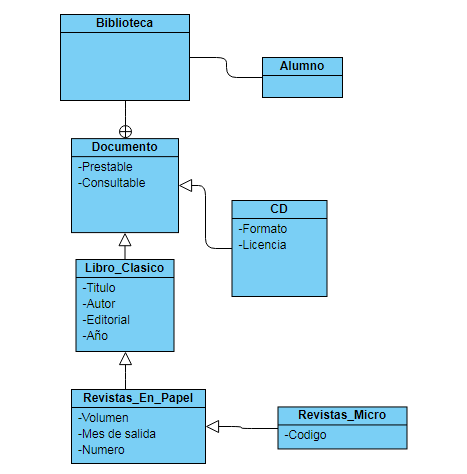 Biblioteca
Alumno
Documento
-Prestable
-Consultable
CD
-Formato
-Licencia
Libro_Clasico
-Titulo
-Autor
-Editorial
-Año
Revistas_En_Papel
-Volumen
-Mes de salida
-Numero
Revistas_Micro
-Codigo